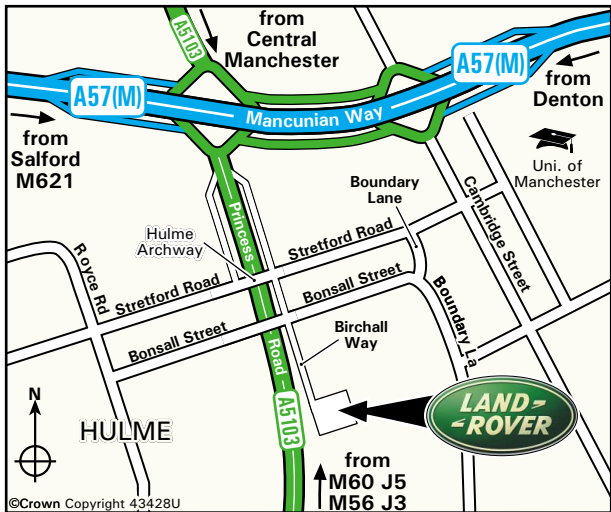 A5103
from
Central
Manchester
A57(M)
A57(M)
from
Denton
Mancunian Way
from
Salford
M621
Uni. of
Manchester
Boundary
Lane
Cambridge Street
Princess
Road
Hulme
Archway
Stretford Road
Stretford Road
Royce Rd
Bonsall Street
Bonsall Street
Boundary La
Birchall
Way
A5103
LAND-
-ROVER
N
HULME
from
M60 J5
M56 J3
©Crown Copyright 43428U